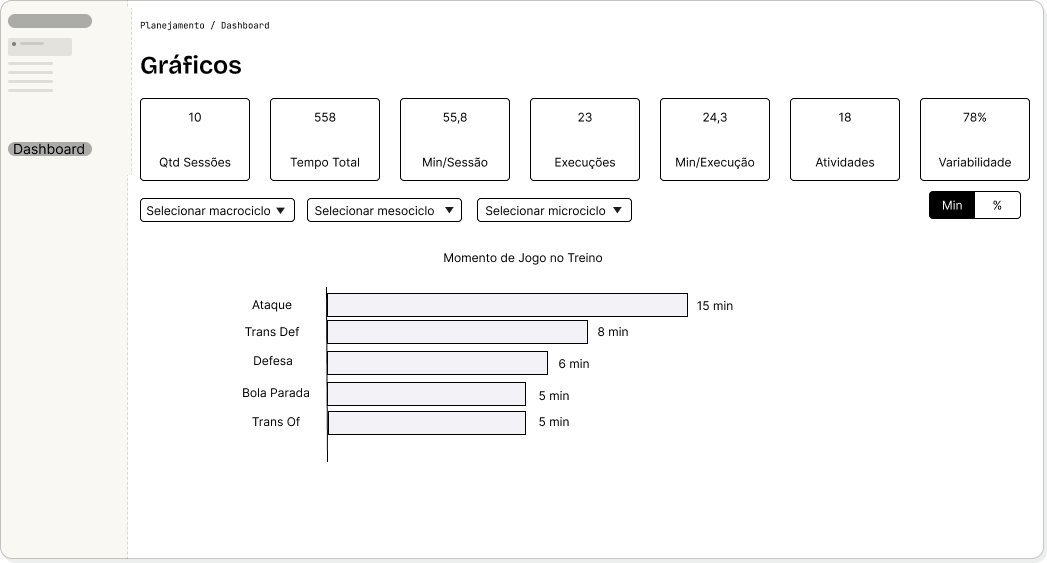 Planejamento / Dashboard
Gráficos
Dashboard
10
Qtd Sessões
558
Tempo Total
55,8
Min/Sessão
23
Execuções
24,3
Min/Execução
18
Atividades
78%
Variabilidade
Selecionar macrociclo ▼
Selecionar mesociclo ▼
Selecionar microciclo ▼
Min
%
Momento de Jogo no Treino
Ataque 15 min
Trans Def 8 min
Defesa 6 min
Bola Parada 5 min
Trans Of 5 min